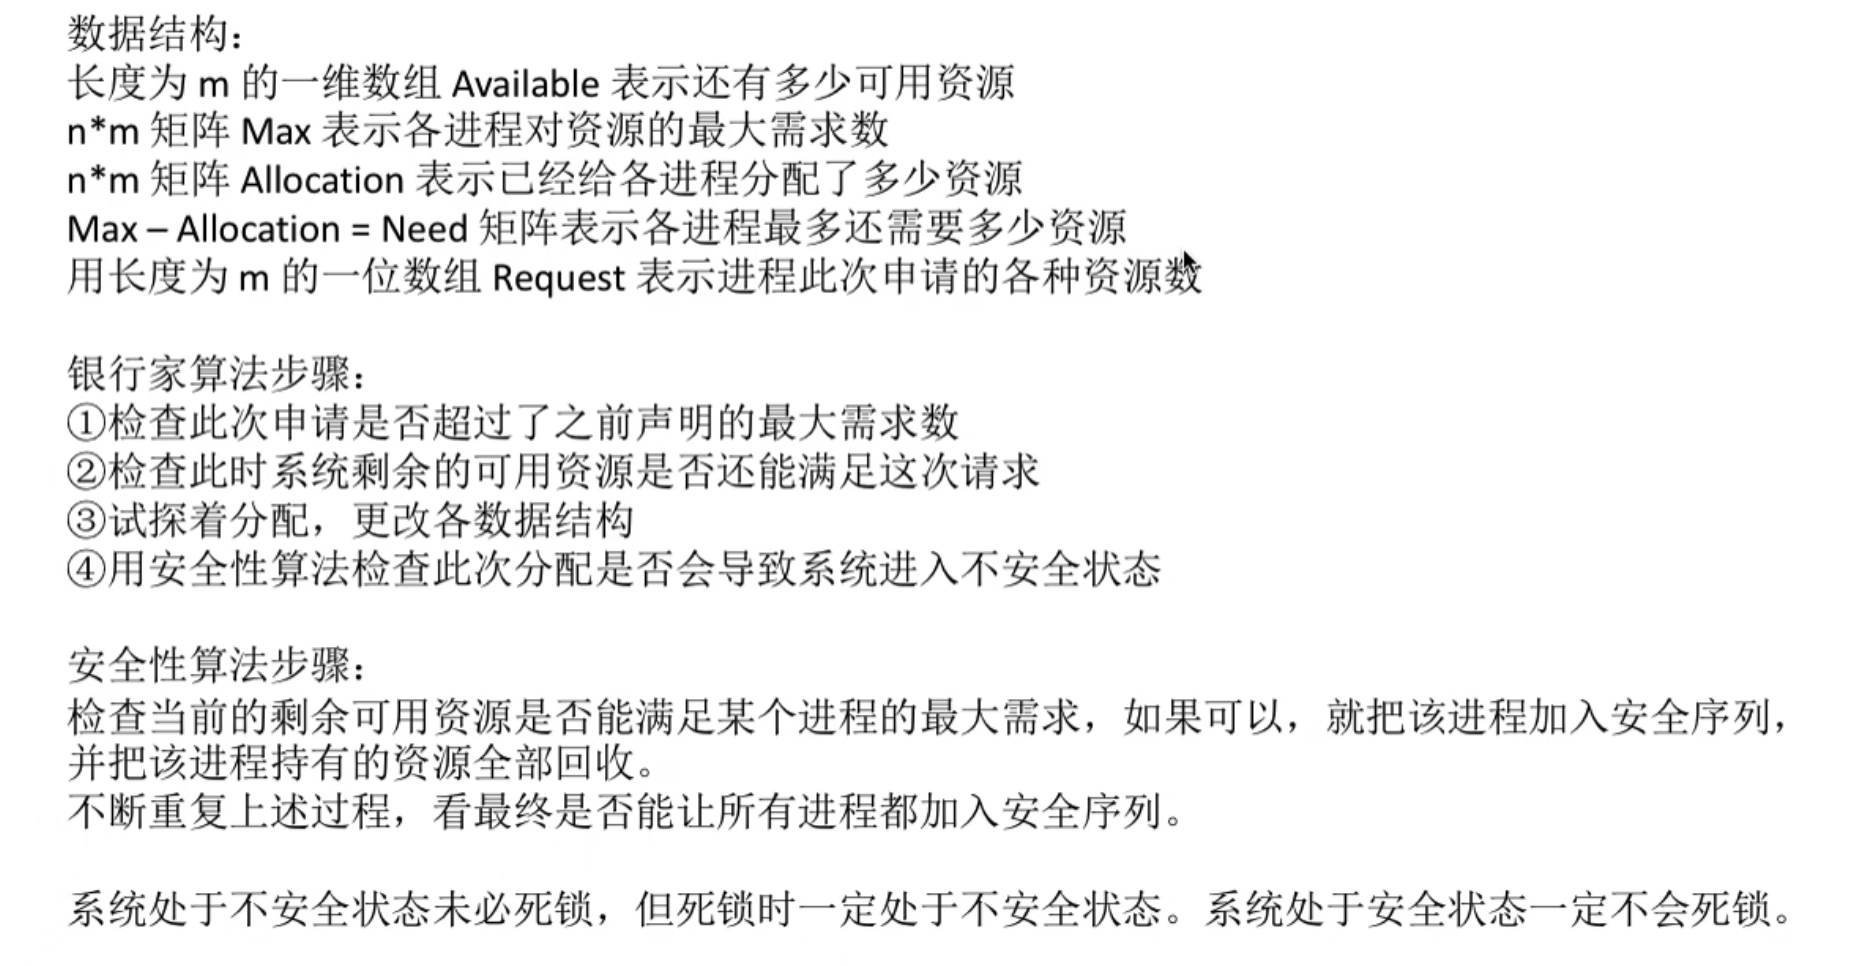 数据结构：
长度为 m 的一维数组 Available 表示还有多少可用资源
n*m 矩阵 Max 表示各进程对资源的最大需求数
n*m 矩阵 Allocation 表示已经给各进程分配了多少资源
Max – Allocation = Need 矩阵表示各进程最多还需要多少资源
用长度为 m 的一位数组 Request 表示进程此次申请的各种资源数
银行家算法步骤：
①检查此次申请是否超过了之前声明的最大需求数
②检查此时系统剩余的可用资源是否还能满足这次请求
③试探着分配，更改各数据结构
④用安全性算法检查此次分配是否会导致系统进入不安全状态
安全性算法步骤：
检查当前的剩余可用资源是否能满足某个进程的最大需求，如果可以，就把该进程加入安全序列，
并把该进程持有的资源全部回收。
不断重复上述过程，看最终是否能让所有进程都加入安全序列。
系统处于不安全状态未必死锁，但死锁时一定处于不安全状态。系统处于安全状态一定不会死锁。